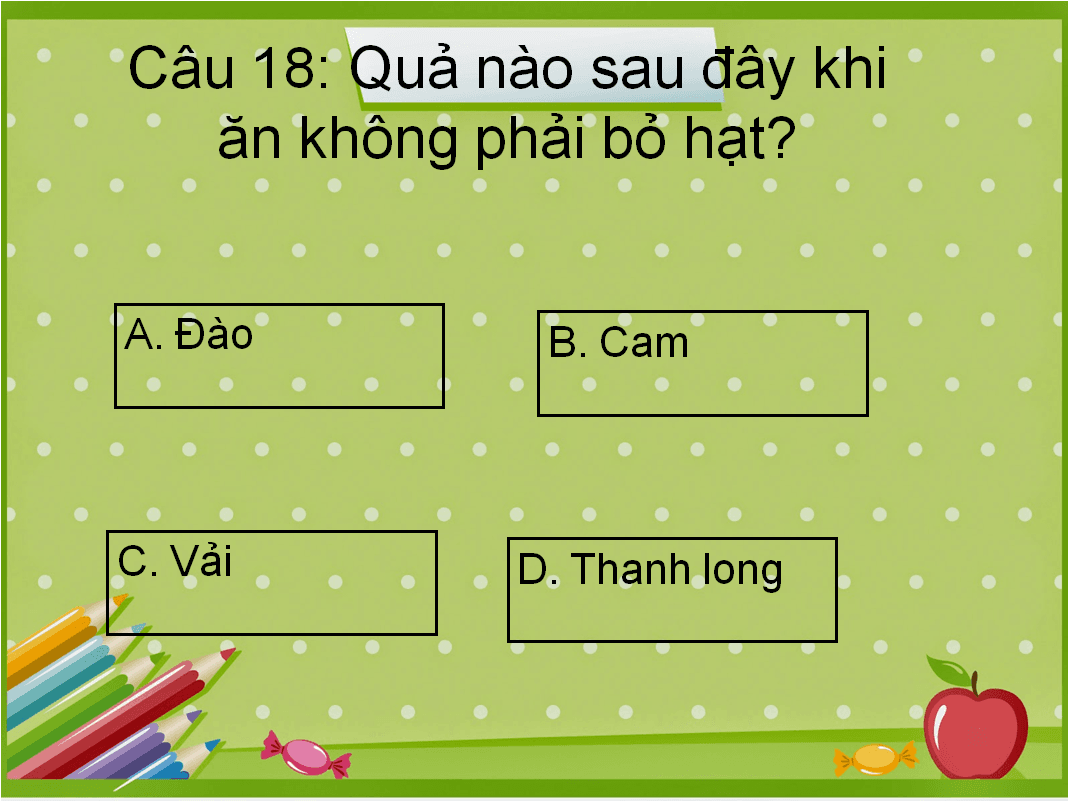 Câu 18: Quả nào sau đây khi
ăn không phải bỏ hạt?
A. Đào
B. Cam
C. Vải
D. Thanh long